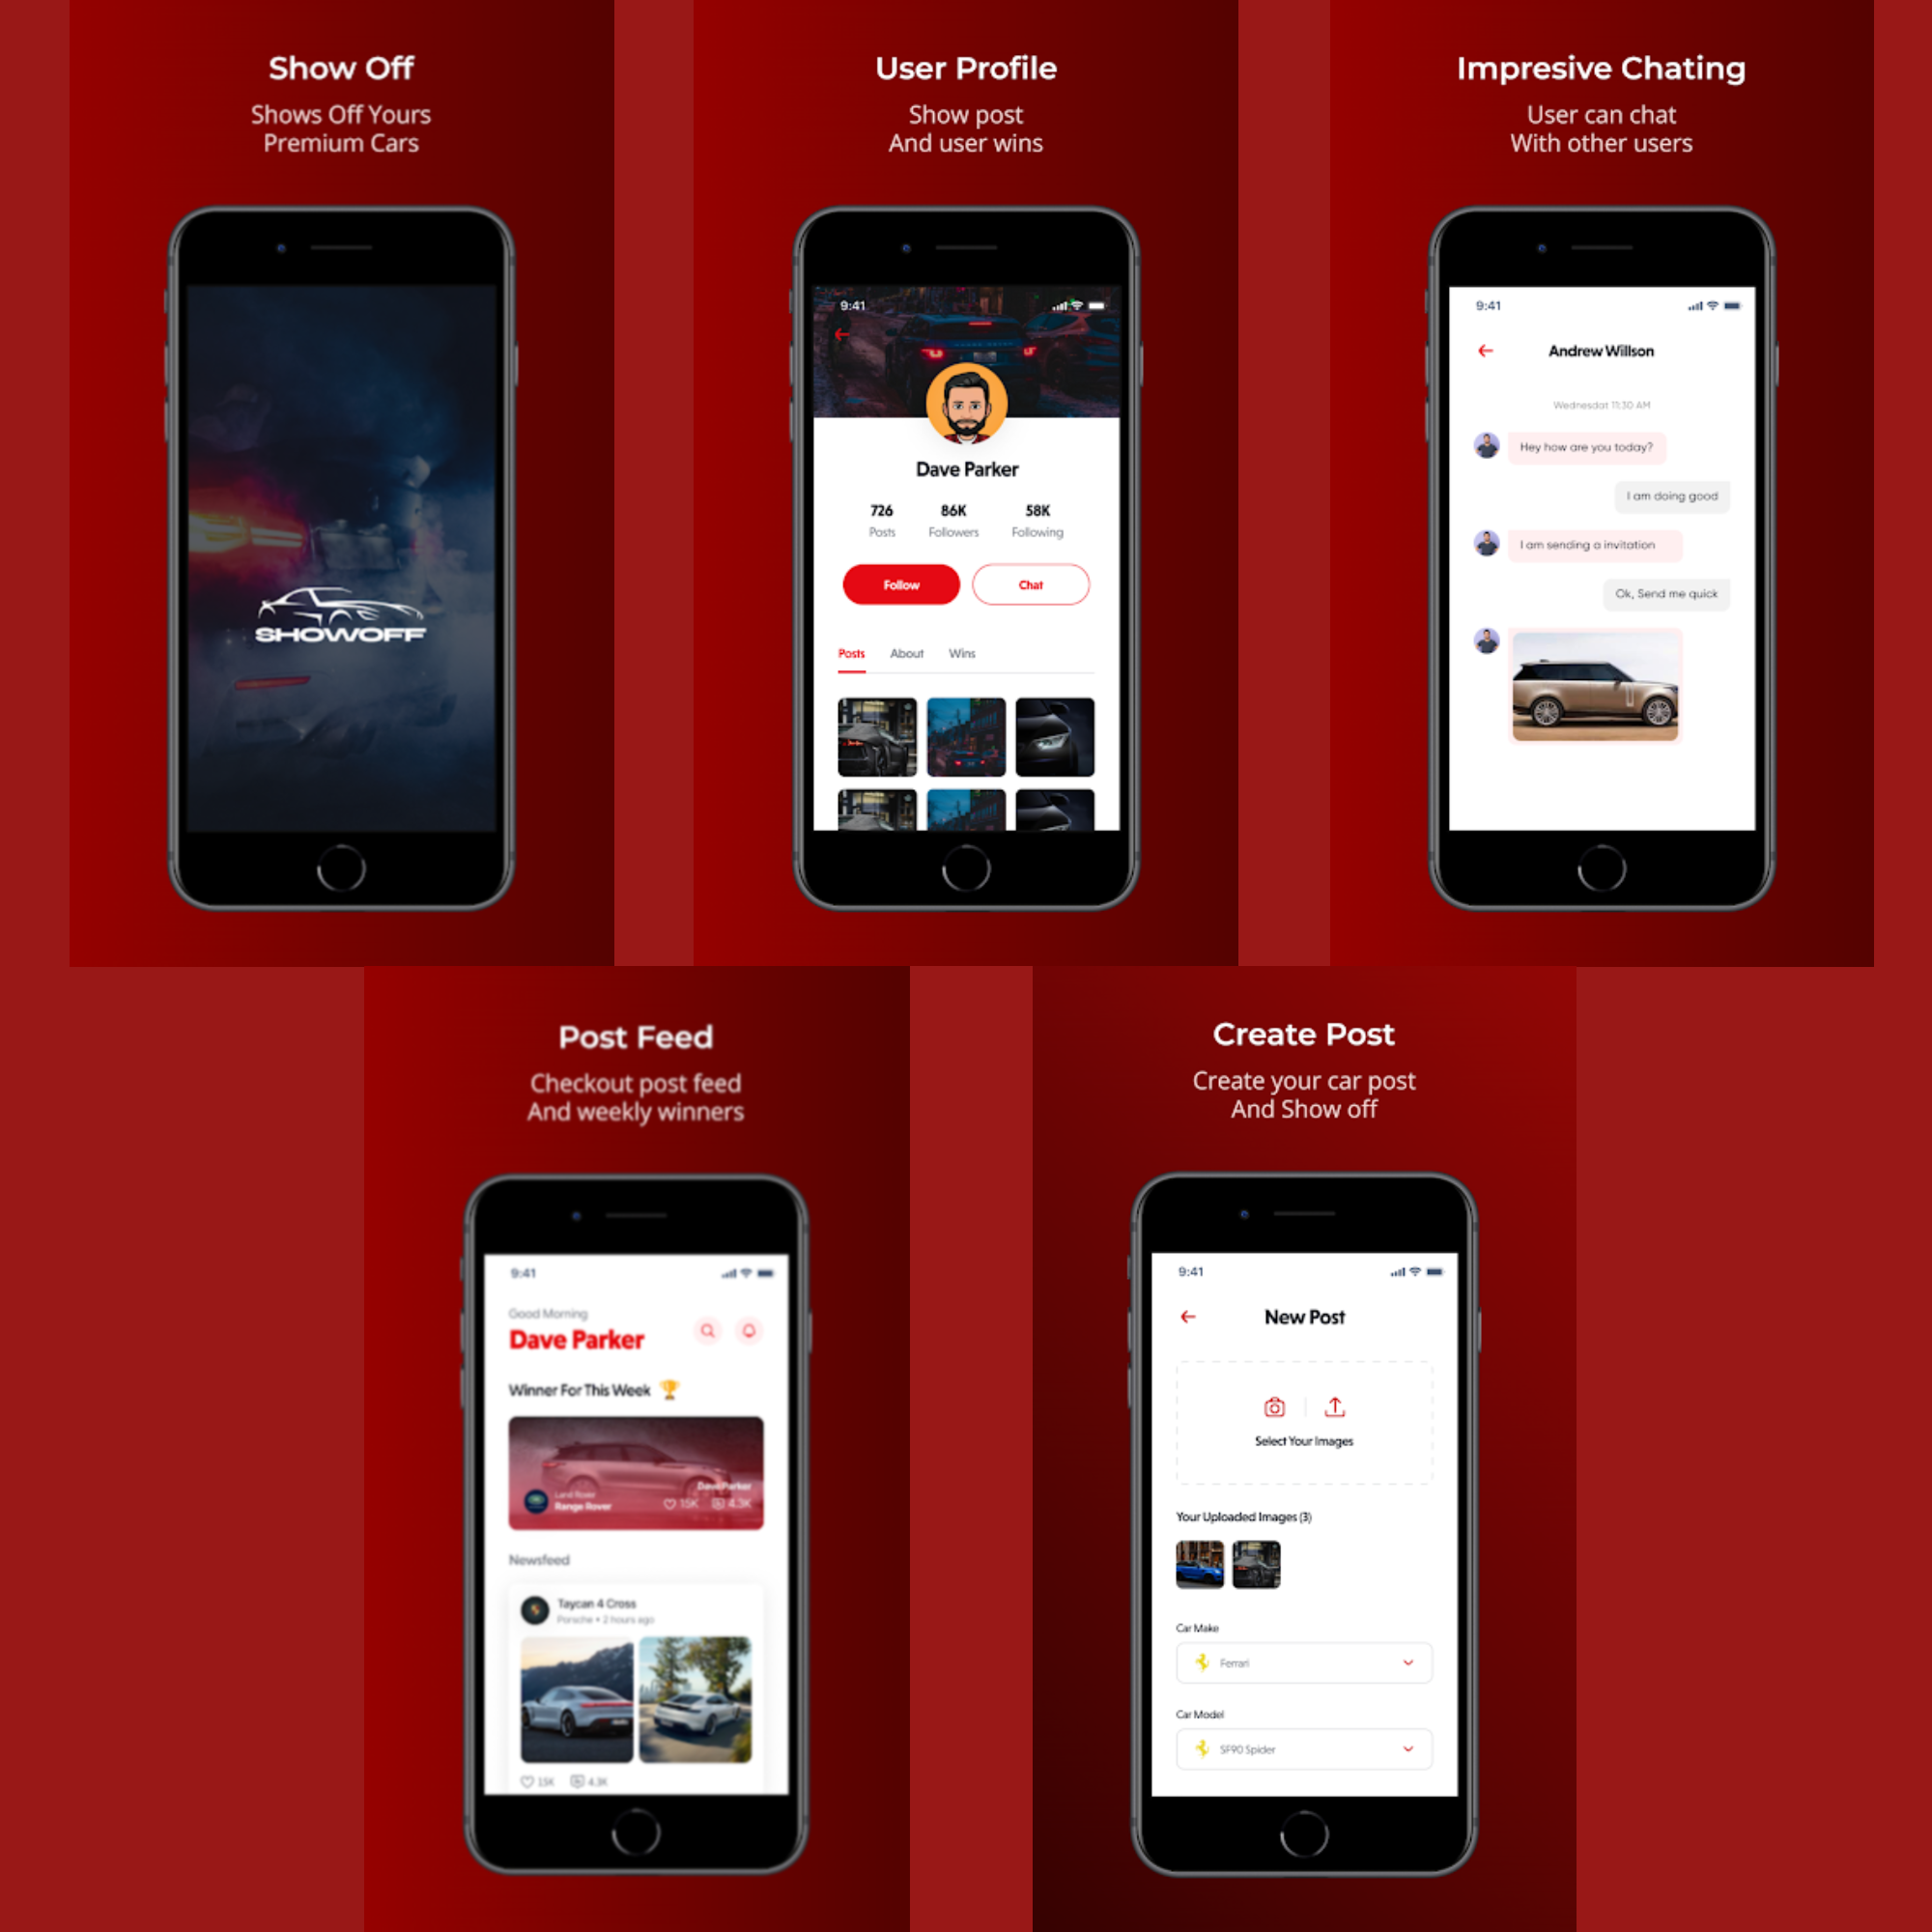 Show Off
Shows Off Yours
Premium Cars
SHOWOFF
User Profile
Show post
And user wins
9:41
Dave Parker
726 86K 58K
Posts Followers Following
Follow Chat
Posts About Wins
Impresive Chating
User can chat
With other users
9:41
Andrew Willson
Wednesdat 11:30 AM
Hey how are you today?
I am doing good
I am sending a invitation
Ok, Send me quick
Post Feed
Checkout post feed
And weekly winners
9:41
Good Morning
Dave Parker
Winner For This Week
Dave Parker
Land Rover
Range Rover 15K 4.3K
Newsfeed
Taycan 4 Cross
Porsche • 2 hours ago
15K 4.3K
Create Post
Create your car post
And Show off
9:41
New Post
Select Your Images
Your Uploaded Images (3)
Car Make
Ferrari
Car Model
SF90 Spider